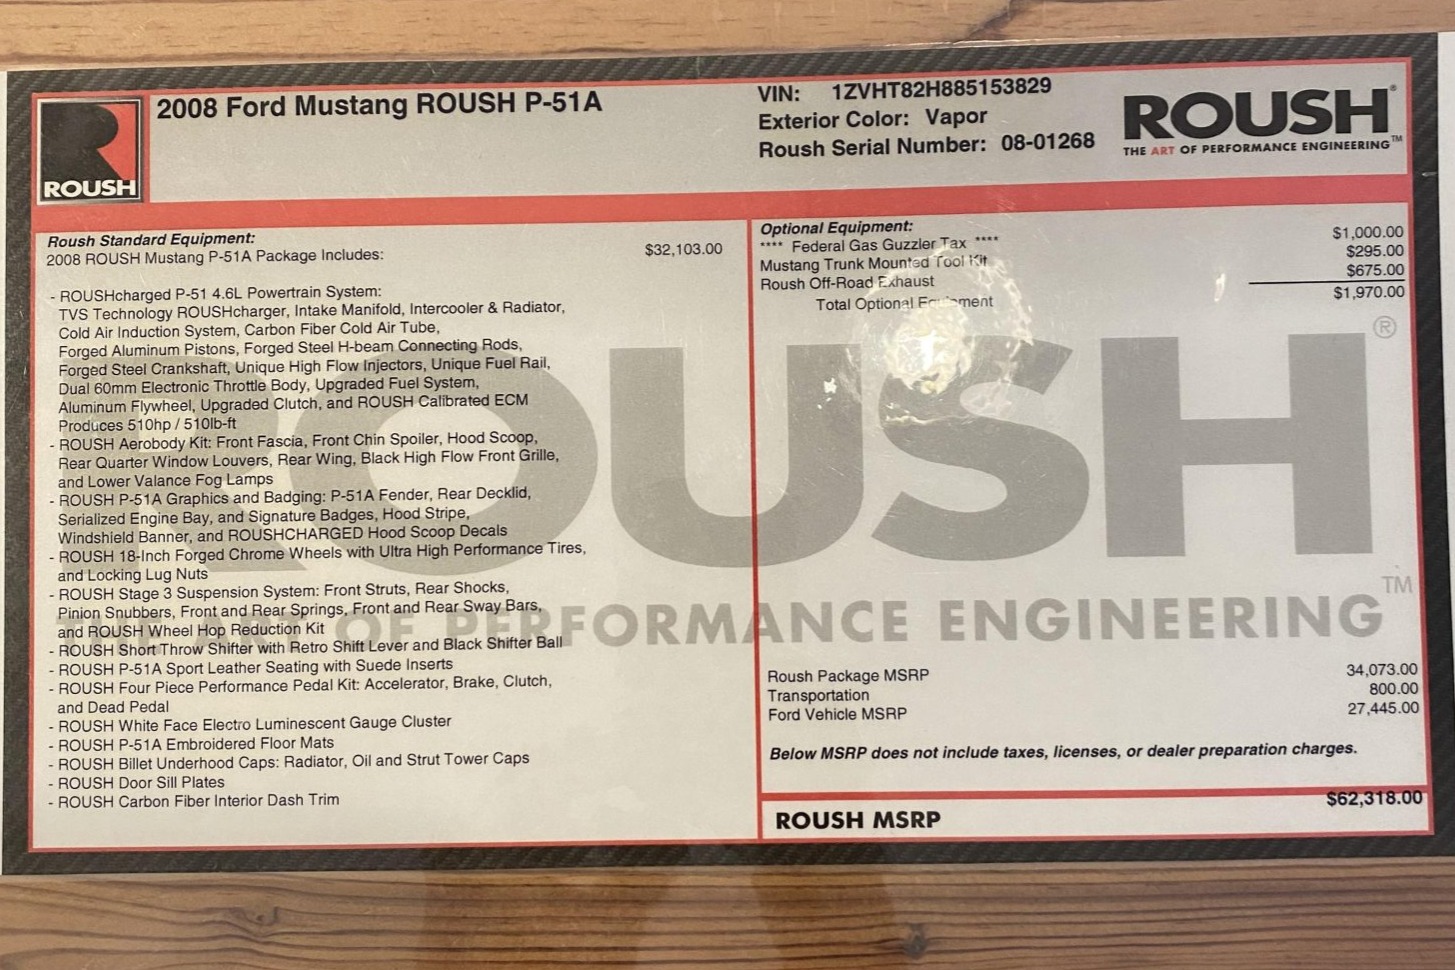 2008 Ford Mustang ROUSH P-51A
ROUSH
VIN: 1ZVHT82H885153829
Exterior Color: Vapor
Roush Serial Number: 08-01268
ROUSH®
THE ART OF PERFORMANCE ENGINEERING™
Roush Standard Equipment:
2008 ROUSH Mustang P-51A Package Includes: $32,103.00
- ROUSHcharged P-51 4.6L Powertrain System:
TVS Technology ROUSHcharger, Intake Manifold, Intercooler & Radiator,
Cold Air Induction System, Carbon Fiber Cold Air Tube,
Forged Aluminum Pistons, Forged Steel H-beam Connecting Rods,
Forged Steel Crankshaft, Unique High Flow Injectors, Unique Fuel Rail,
Dual 60mm Electronic Throttle Body, Upgraded Fuel System,
Aluminum Flywheel, Upgraded Clutch, and ROUSH Calibrated ECM
Produces 510hp / 510lb-ft
- ROUSH Aerobody Kit: Front Fascia, Front Chin Spoiler, Hood Scoop,
Rear Quarter Window Louvers, Rear Wing, Black High Flow Front Grille,
and Lower Valance Fog Lamps
- ROUSH P-51A Graphics and Badging: P-51A Fender, Rear Decklid,
Serialized Engine Bay, and Signature Badges, Hood Stripe,
Windshield Banner, and ROUSHCHARGED Hood Scoop Decals
- ROUSH 18-Inch Forged Chrome Wheels with Ultra High Performance Tires,
and Locking Lug Nuts
- ROUSH Stage 3 Suspension System: Front Struts, Rear Shocks,
Pinion Snubbers, Front and Rear Springs, Front and Rear Sway Bars,
and ROUSH Wheel Hop Reduction Kit
- ROUSH Short Throw Shifter with Retro Shift Lever and Black Shifter Ball
- ROUSH P-51A Sport Leather Seating with Suede Inserts
- ROUSH Four Piece Performance Pedal Kit: Accelerator, Brake, Clutch,
and Dead Pedal
- ROUSH White Face Electro Luminescent Gauge Cluster
- ROUSH P-51A Embroidered Floor Mats
- ROUSH Billet Underhood Caps: Radiator, Oil and Strut Tower Caps
- ROUSH Door Sill Plates
- ROUSH Carbon Fiber Interior Dash Trim
Optional Equipment:
**** Federal Gas Guzzler Tax **** $1,000.00
Mustang Trunk Mounted Tool Kit $295.00
Roush Off-Road Exhaust $675.00
Total Optional Equipment $1,970.00
ROUSH®
THE ART OF PERFORMANCE ENGINEERING™
Roush Package MSRP 34,073.00
Transportation 800.00
Ford Vehicle MSRP 27,445.00
Below MSRP does not include taxes, licenses, or dealer preparation charges.
ROUSH MSRP $62,318.00